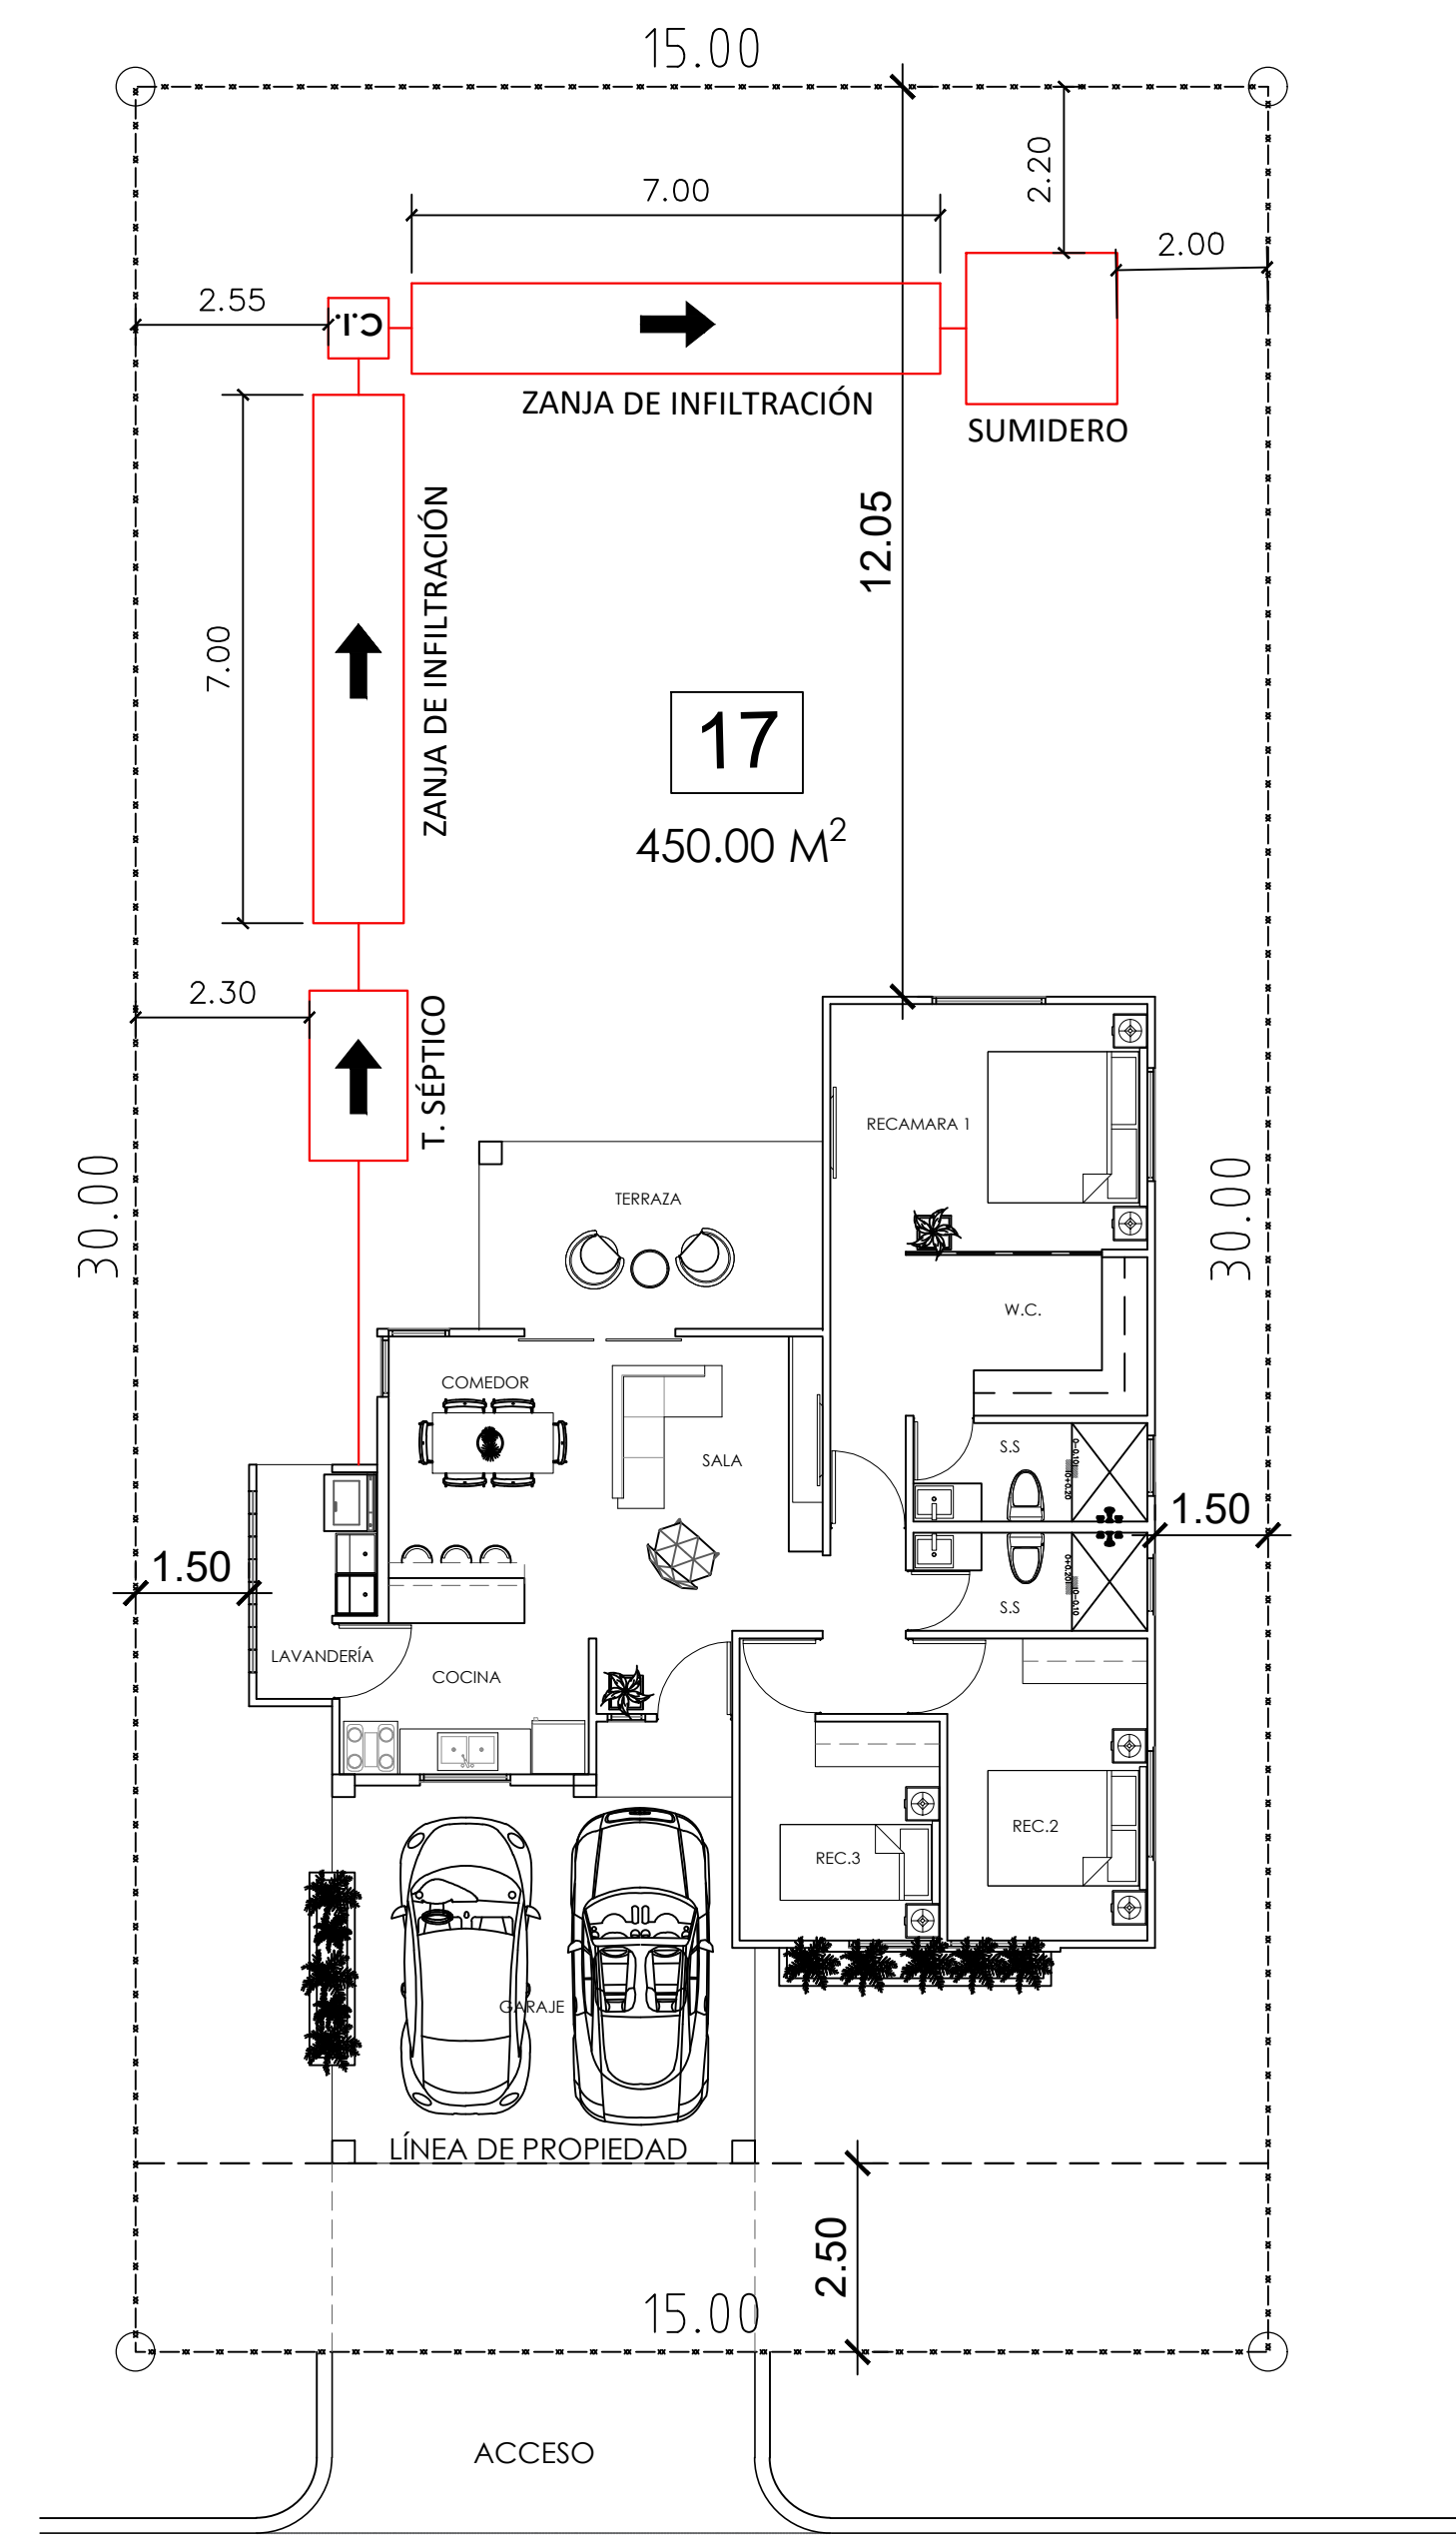 15.00
2.20
7.00
2.00
2.55
C.I.
ZANJA DE INFILTRACIÓN
SUMIDERO
12.05
ZANJA DE INFILTRACIÓN
7.00
17
450.00 M²
2.30
T. SÉPTICO
RECAMARA 1
30.00
30.00
TERRAZA
W.C.
COMEDOR
S.S
SALA
1.50
1.50
S.S
LAVANDERÍA
COCINA
REC.2
REC.3
GARAJE
LÍNEA DE PROPIEDAD
2.50
15.00
ACCESO